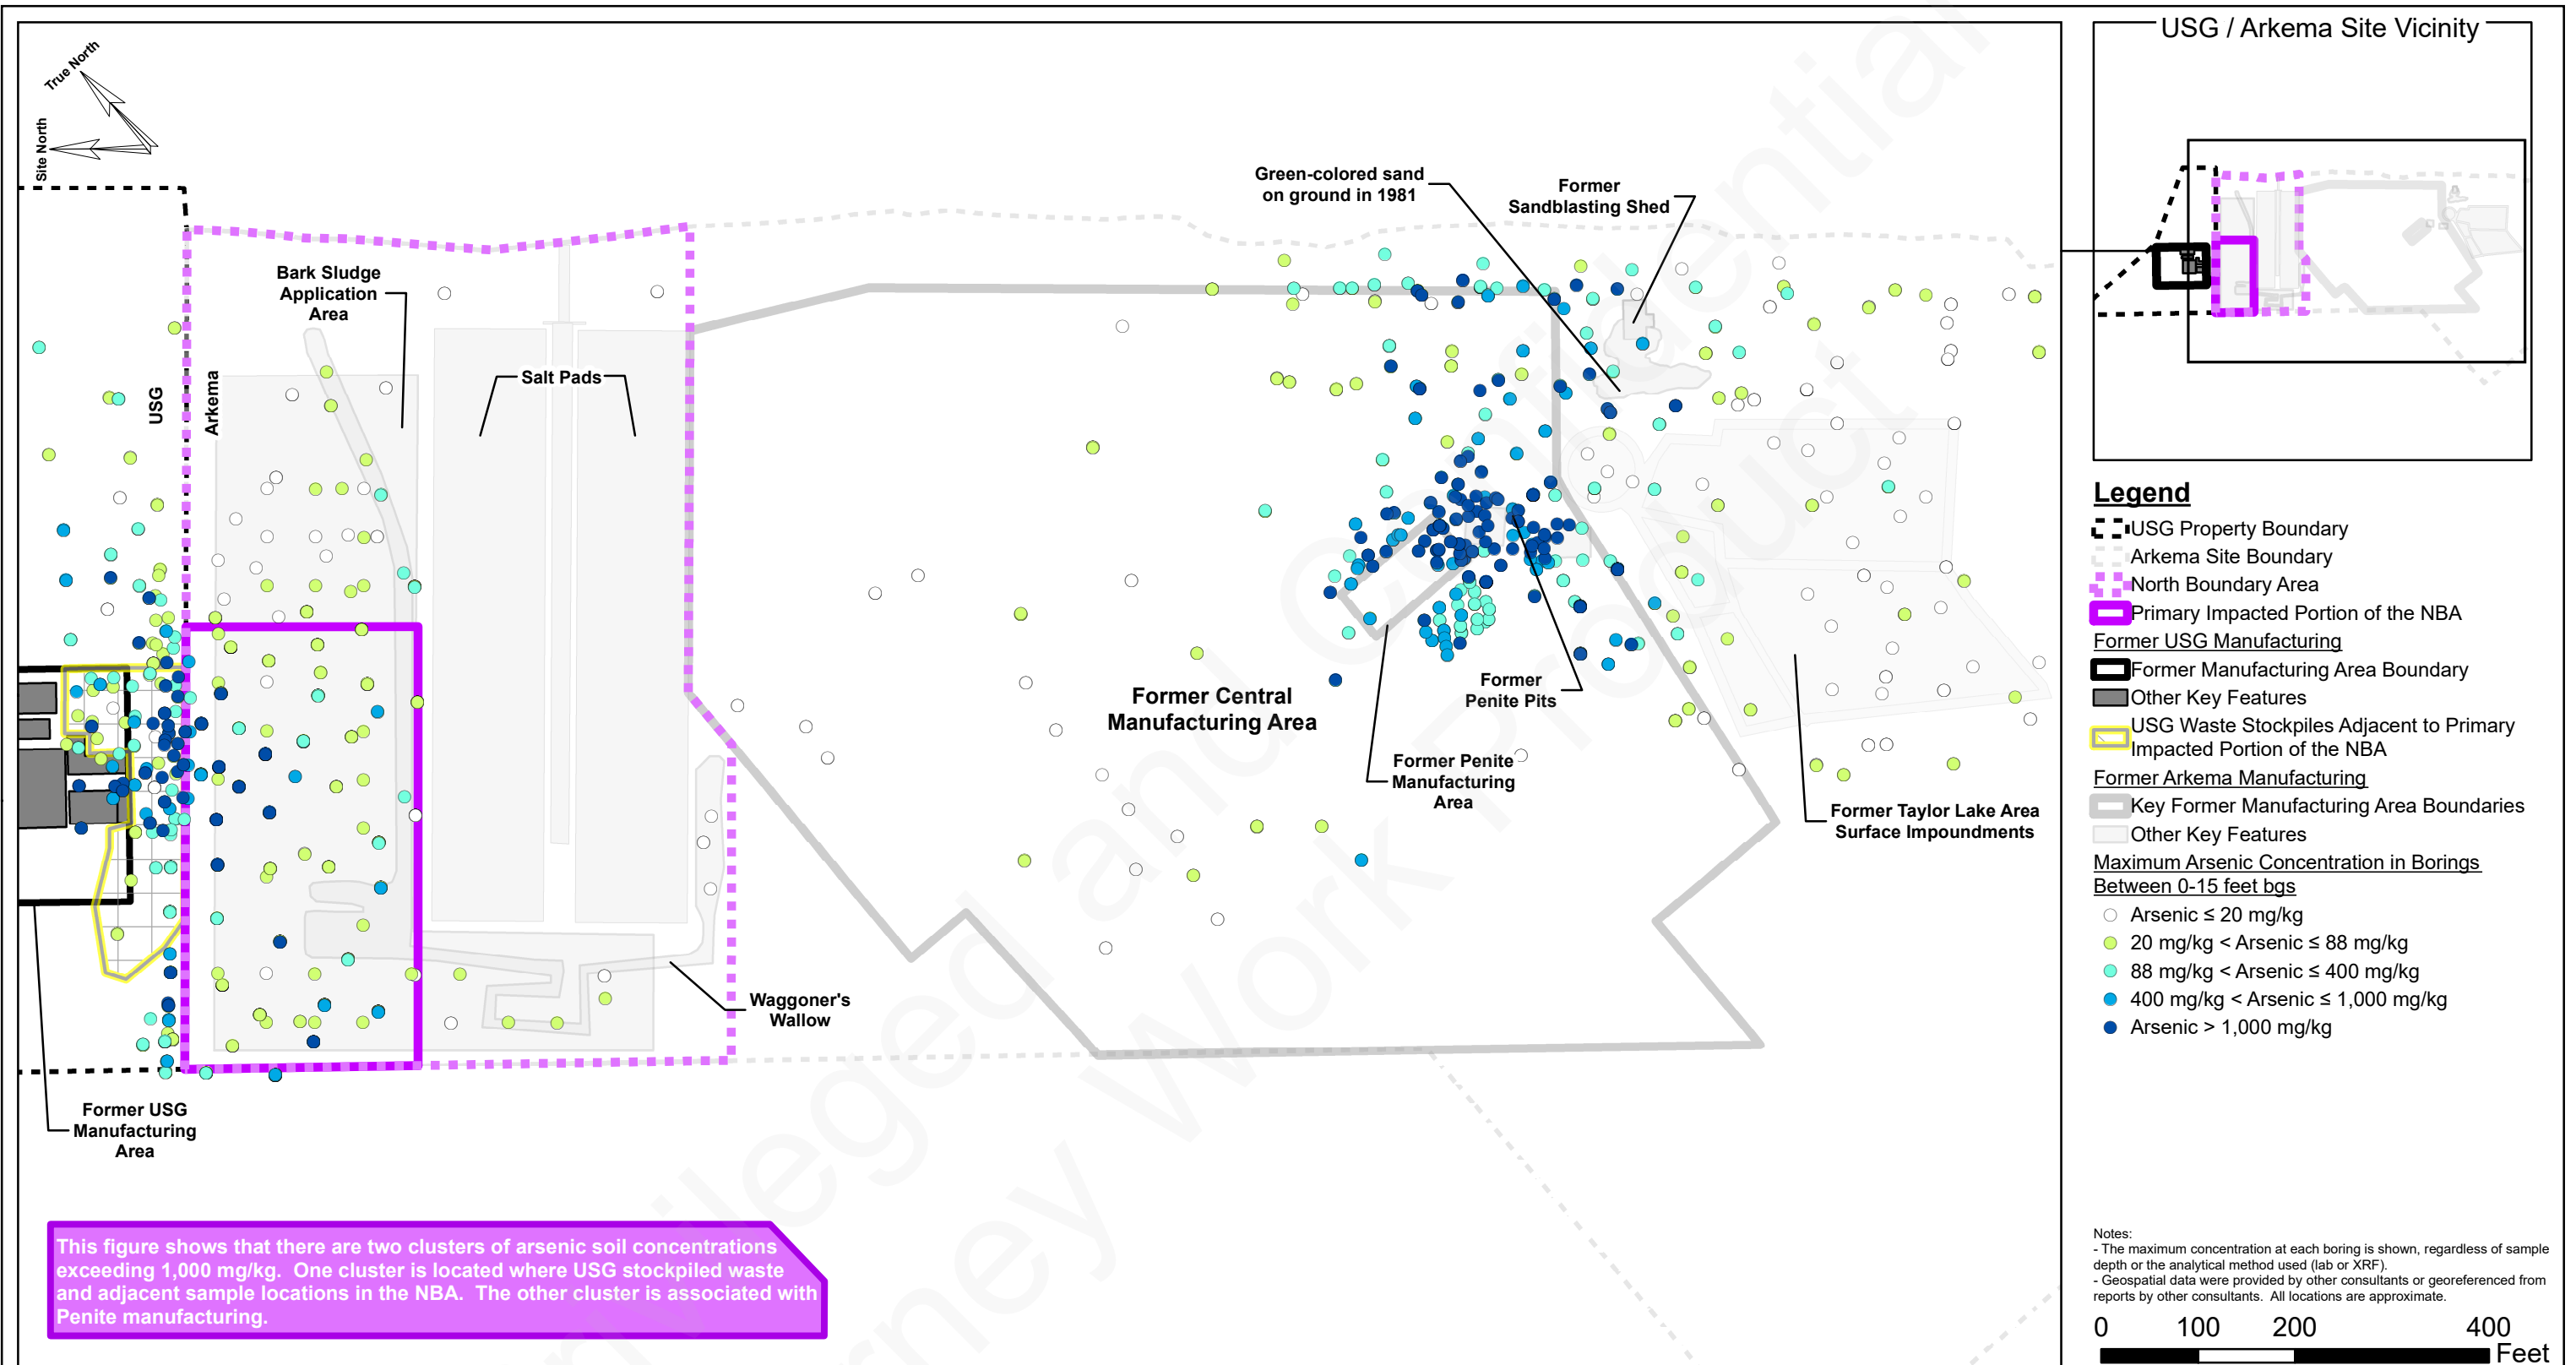 True North
Site North
USG
Arkema
Bark Sludge
Application
Area
Salt Pads
Green-colored sand
on ground in 1981
Former
Sandblasting Shed
Former Central
Manufacturing Area
Former
Penite Pits
Former Penite
Manufacturing
Area
Former Taylor Lake Area
Surface Impoundments
Waggoner's
Wallow
Former USG
Manufacturing
Area
This figure shows that there are two clusters of arsenic soil concentrations
exceeding 1,000 mg/kg. One cluster is located where USG stockpiled waste
and adjacent sample locations in the NBA. The other cluster is associated with
Penite manufacturing.
USG / Arkema Site Vicinity
Legend
USG Property Boundary
Arkema Site Boundary
North Boundary Area
Primary Impacted Portion of the NBA
Former USG Manufacturing
Former Manufacturing Area Boundary
Other Key Features
USG Waste Stockpiles Adjacent to Primary
Impacted Portion of the NBA
Former Arkema Manufacturing
Key Former Manufacturing Area Boundaries
Other Key Features
Maximum Arsenic Concentration in Borings
Between 0-15 feet bgs
Arsenic ≤ 20 mg/kg
20 mg/kg < Arsenic ≤ 88 mg/kg
88 mg/kg < Arsenic ≤ 400 mg/kg
400 mg/kg < Arsenic ≤ 1,000 mg/kg
Arsenic > 1,000 mg/kg
Notes:
- The maximum concentration at each boring is shown, regardless of sample
depth or the analytical method used (lab or XRF).
- Geospatial data were provided by other consultants or georeferenced from
reports by other consultants. All locations are approximate.
0 100 200 400
Feet
vileged and Confidential
rney Work Product